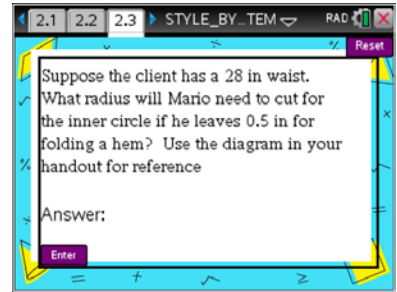 2.1 2.2 2.3 STYLE_BY…TEM RAD
Reset
Suppose the client has a 28 in waist.
What radius will Mario need to cut for
the inner circle if he leaves 0.5 in for
folding a hem? Use the diagram in your
handout for reference
Answer:
Enter